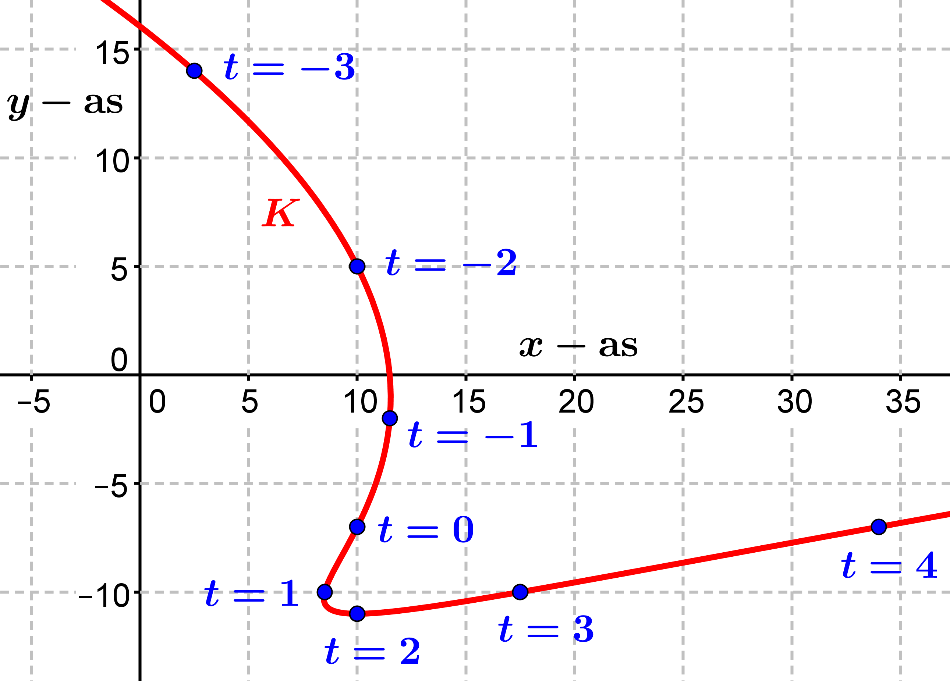 15
t = −3
y − as
10
K
5
t = −2
x − as
0
−5
0
5
10
15
20
25
30
35
t = −1
−5
t = 0
t = 4
t = 1
−10
t = 3
t = 2